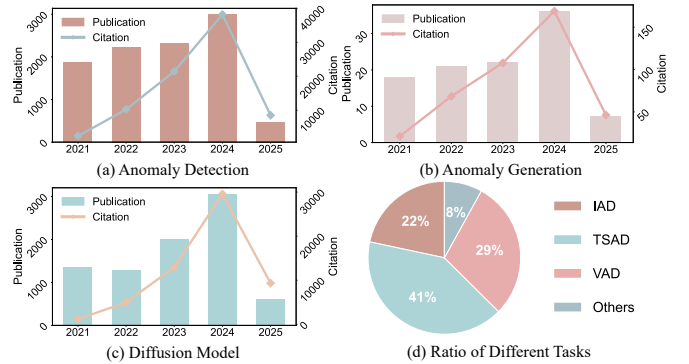 3000
2000
1000
0
Publication
Publication
Citation
40000
30000
20000
10000
Citation
2021 2022 2023 2024 2025
(a) Anomaly Detection
30
20
10
0
Publication
Publication
Citation
150
100
50
Citation
2021 2022 2023 2024 2025
(b) Anomaly Generation
3000
2000
1000
0
Publication
Publication
Citation
30000
20000
10000
0
Citation
2021 2022 2023 2024 2025
(c) Diffusion Model
22%
8%
29%
41%
IAD
TSAD
VAD
Others
(d) Ratio of Different Tasks